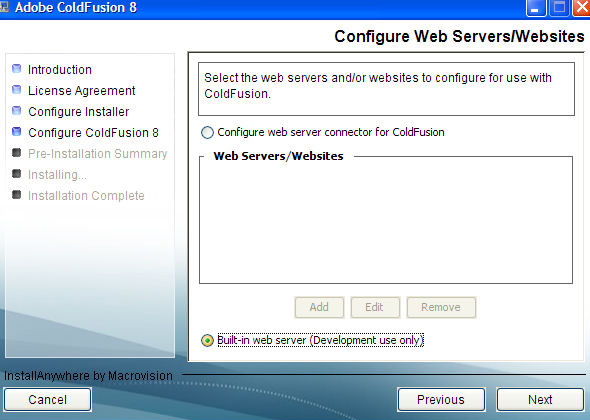 Adobe ColdFusion 8
Configure Web Servers/Websites
Introduction
License Agreement
Configure Installer
Configure ColdFusion 8
Pre-Installation Summary
Installing...
Installation Complete
Select the web servers and/or websites to configure for use with
ColdFusion.
Configure web server connector for ColdFusion
Web Servers/Websites
Add Edit Remove
Built-in web server (Development use only)
InstallAnywhere by Macrovision
Cancel Previous Next